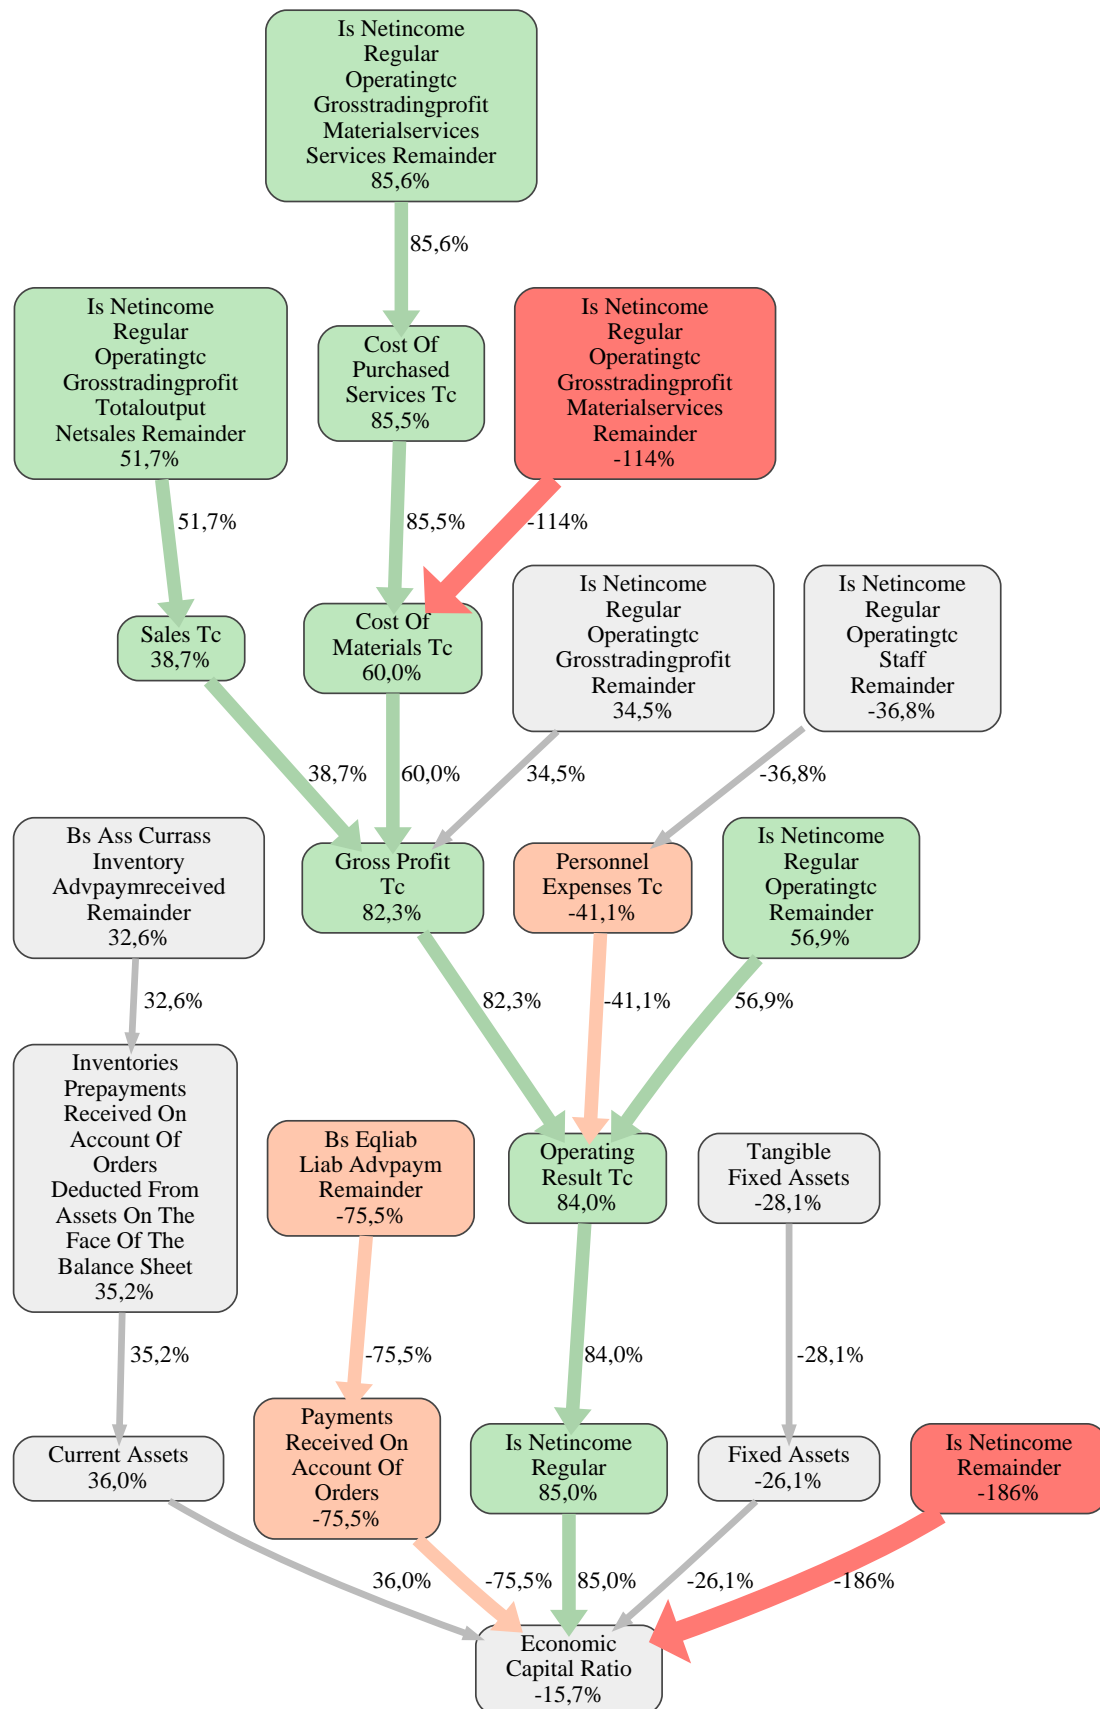 Is Netincome
Regular
Operatingtc
Grosstradingprofit
Materialservices
Services Remainder
85,6%
85,6%
Is Netincome
Regular
Operatingtc
Grosstradingprofit
Totaloutput
Netsales Remainder
51,7%
Cost Of
Purchased
Services Tc
85,5%
Is Netincome
Regular
Operatingtc
Grosstradingprofit
Materialservices
Remainder
-114%
51,7%
85,5%
-114%
Sales Tc
38,7%
Cost Of
Materials Tc
60,0%
Is Netincome
Regular
Operatingtc
Grosstradingprofit
Remainder
34,5%
Is Netincome
Regular
Operatingtc
Staff
Remainder
-36,8%
38,7%
60,0%
34,5%
-36,8%
Bs Ass Currass
Inventory
Advpaymreceived
Remainder
32,6%
Gross Profit
Tc
82,3%
Personnel
Expenses Tc
-41,1%
Is Netincome
Regular
Operatingtc
Remainder
56,9%
32,6%
82,3%
-41,1%
56,9%
Inventories
Prepayments
Received On
Account Of
Orders
Deducted From
Assets On The
Face Of The
Balance Sheet
35,2%
Bs Eqliab
Liab Advpaym
Remainder
-75,5%
Operating
Result Tc
84,0%
Tangible
Fixed Assets
-28,1%
35,2%
-75,5%
84,0%
-28,1%
Current Assets
36,0%
Payments
Received On
Account Of
Orders
-75,5%
Is Netincome
Regular
85,0%
Fixed Assets
-26,1%
Is Netincome
Remainder
-186%
36,0%
-75,5%
85,0%
-26,1%
-186%
Economic
Capital Ratio
-15,7%